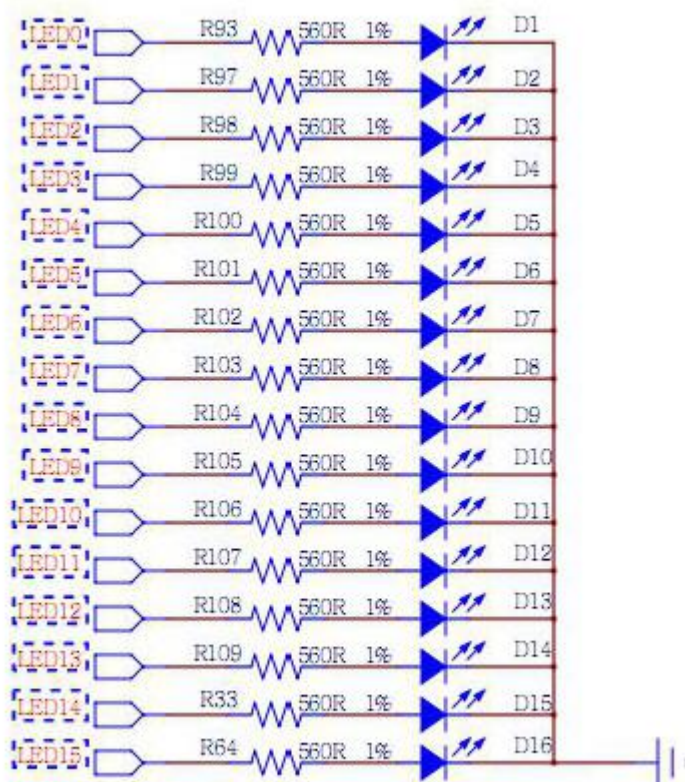 LED0 R93 560R 1% D1
LED1 R97 560R 1% D2
LED2 R98 560R 1% D3
LED3 R99 560R 1% D4
LED4 R100 560R 1% D5
LED5 R101 560R 1% D6
LED6 R102 560R 1% D7
LED7 R103 560R 1% D8
LED8 R104 560R 1% D9
LED9 R105 560R 1% D10
LED10 R106 560R 1% D11
LED11 R107 560R 1% D12
LED12 R108 560R 1% D13
LED13 R109 560R 1% D14
LED14 R33 560R 1% D15
LED15 R64 560R 1% D16